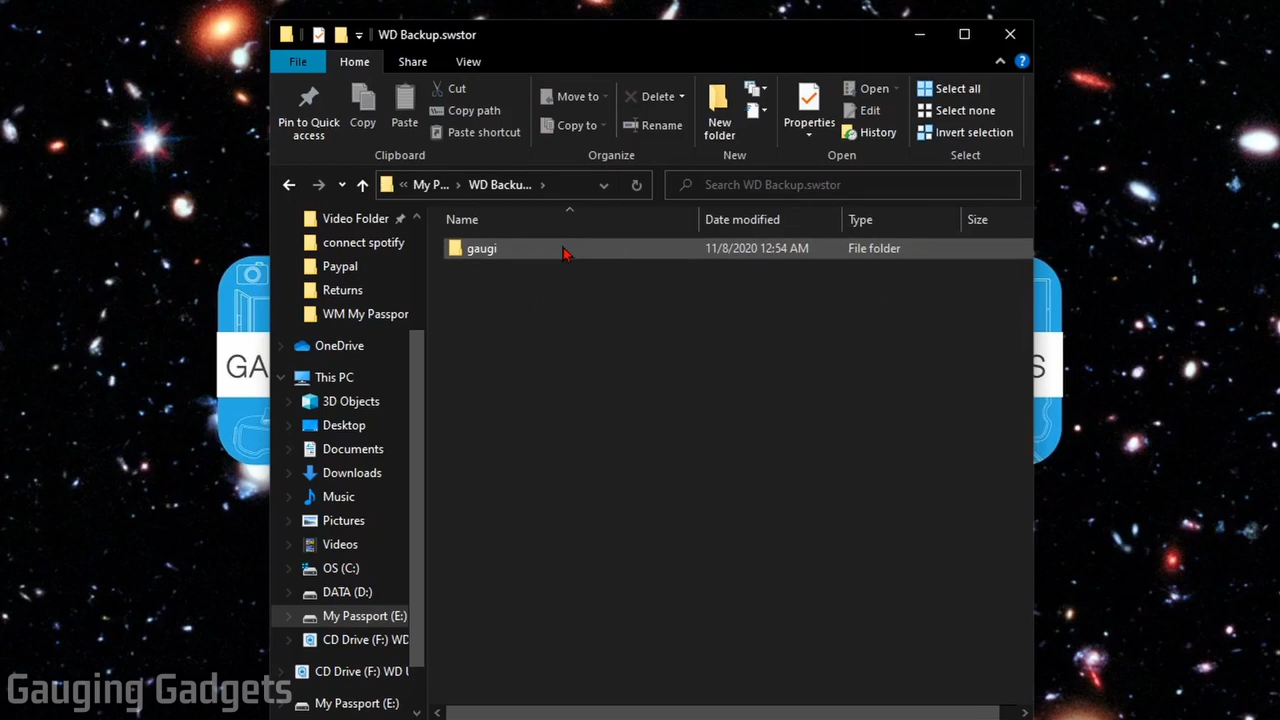 WD Backup.swstor
File
Home
Share
View
Pin to Quick
access
Copy
Paste
Cut
Copy path
Paste shortcut
Clipboard
Move to
Copy to
Delete
Rename
Organize
New
folder
New
Properties
Open
Edit
History
Open
Select all
Select none
Invert selection
Select
« My P... > WD Backu... >
Search WD Backup.swstor
Name
Date modified
Type
Size
gaugi
11/8/2020 12:54 AM
File folder
Video Folder
connect spotify
Paypal
Returns
WM My Passpor
OneDrive
This PC
3D Objects
Desktop
Documents
Downloads
Music
Pictures
Videos
OS (C:)
DATA (D:)
My Passport (E:)
CD Drive (F:) WD
CD Drive (F:) WD U
My Passport (E:)
GA
S
Gauging Gadgets